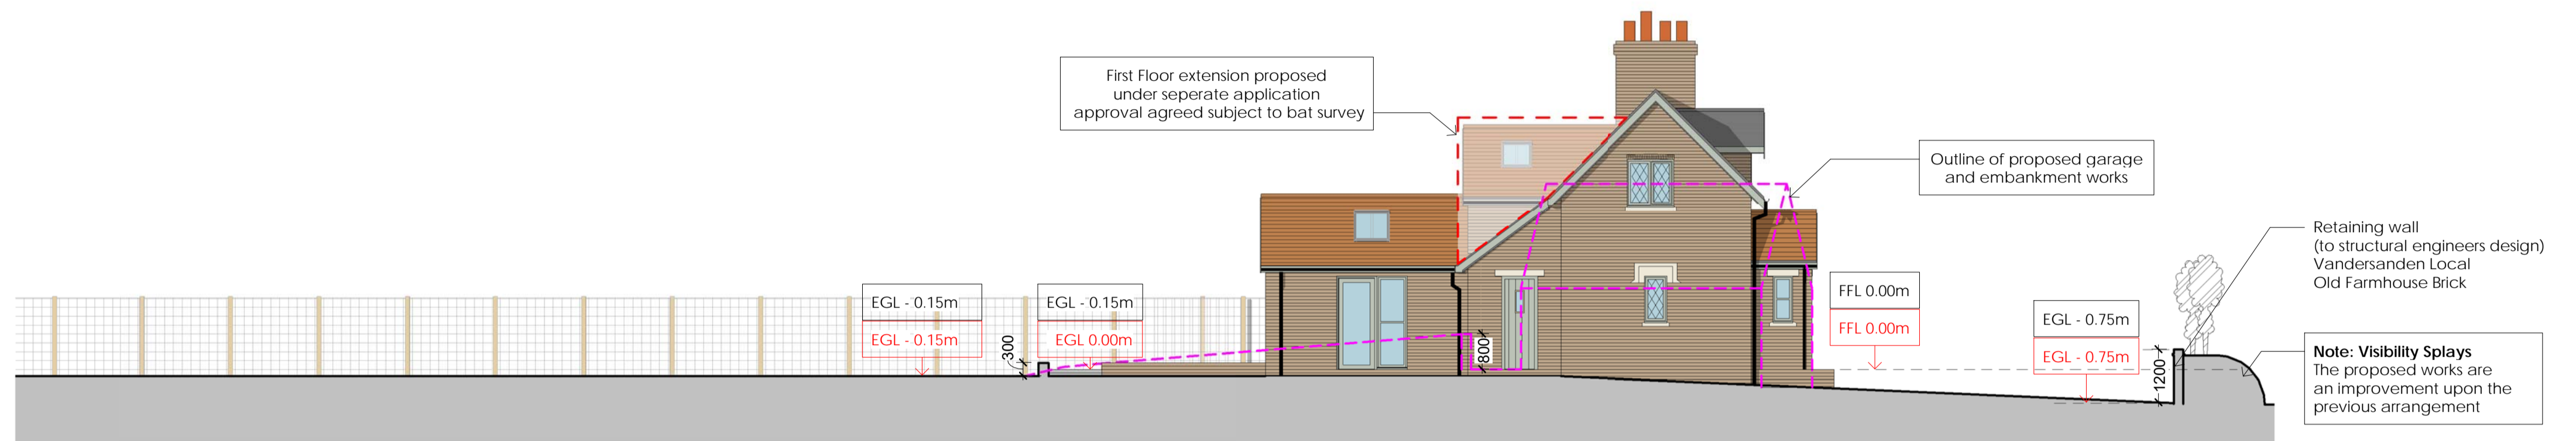 First Floor extension proposed
under seperate application
approval agreed subject to bat survey
Outline of proposed garage
and embankment works
Retaining wall
(to structural engineers design)
Vandersanden Local
Old Farmhouse Brick
EGL - 0.15m
EGL - 0.15m
EGL - 0.15m
EGL 0.00m
300
800
FFL 0.00m
FFL 0.00m
EGL - 0.75m
EGL - 0.75m
1200
Note: Visibility Splays
The proposed works are
an improvement upon the
previous arrangement